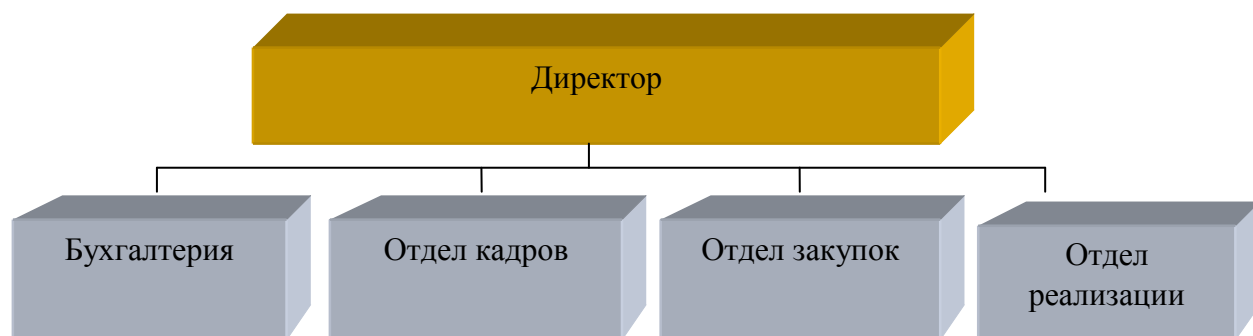 Директор
Бухгалтерия
Отдел кадров
Отдел закупок
Отдел
реализации